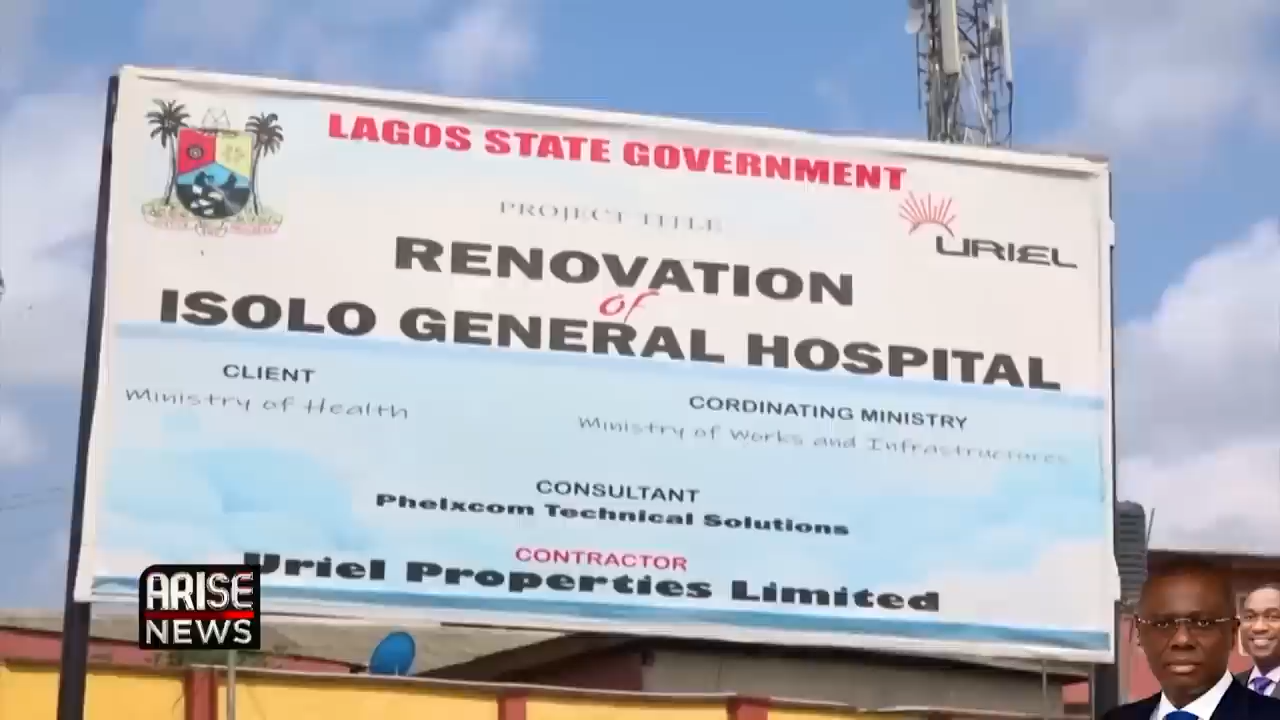 LAGOS STATE GOVERNMENT
PROJECT TITLE
URIEL
RENOVATION
of
ISOLO GENERAL HOSPITAL
CLIENT
Ministry of Health
CORDINATING MINISTRY
Ministry of Works and Infrastructures
CONSULTANT
Phelxcom Technical Solutions
CONTRACTOR
Uriel Properties Limited
ARISE
NEWS